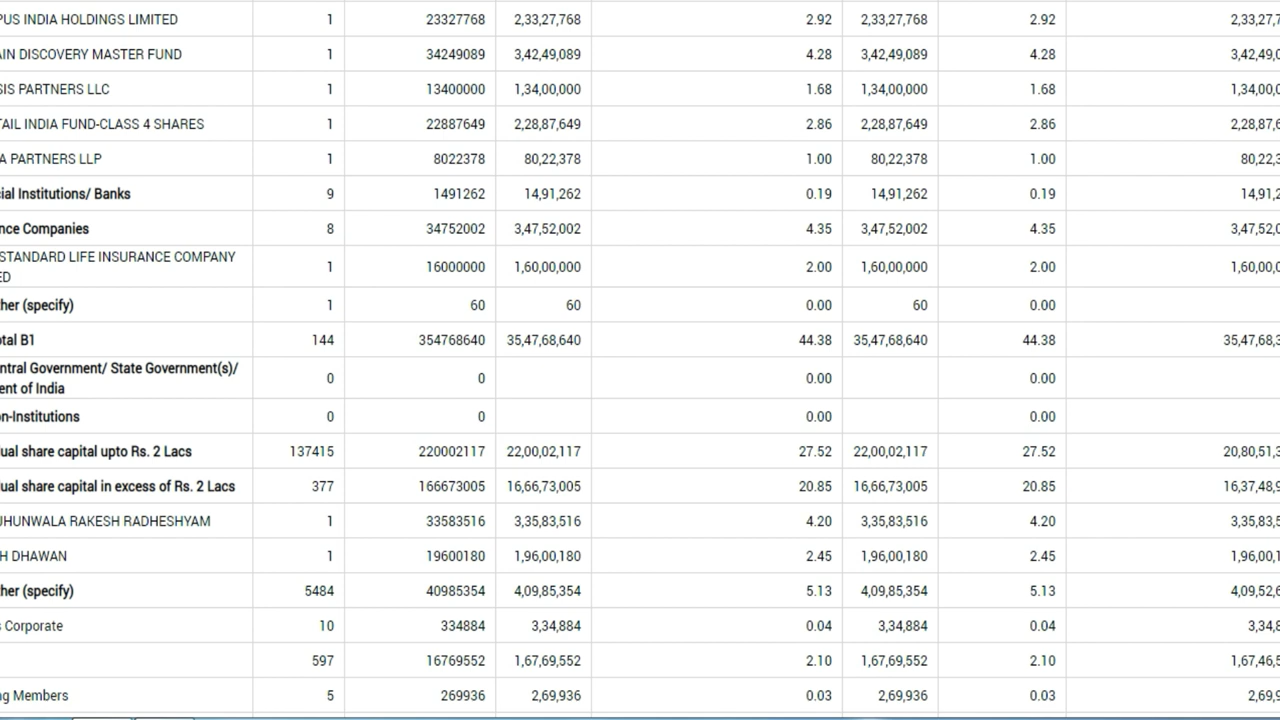 PUS INDIA HOLDINGS LIMITED 1 23327768 2,33,27,768 2.92 2,33,27,768 2.92 2,33,27,7
AIN DISCOVERY MASTER FUND 1 34249089 3,42,49,089 4.28 3,42,49,089 4.28 3,42,49,0
SIS PARTNERS LLC 1 13400000 1,34,00,000 1.68 1,34,00,000 1.68 1,34,00,0
TAIL INDIA FUND-CLASS 4 SHARES 1 22887649 2,28,87,649 2.86 2,28,87,649 2.86 2,28,87,6
A PARTNERS LLP 1 8022378 80,22,378 1.00 80,22,378 1.00 80,22,3
cial Institutions/ Banks 9 1491262 14,91,262 0.19 14,91,262 0.19 14,91,2
nce Companies 8 34752002 3,47,52,002 4.35 3,47,52,002 4.35 3,47,52,0
STANDARD LIFE INSURANCE COMPANY
ED 1 16000000 1,60,00,000 2.00 1,60,00,000 2.00 1,60,00,0
her (specify) 1 60 60 0.00 60 0.00
otal B1 144 354768640 35,47,68,640 44.38 35,47,68,640 44.38 35,47,68,3
ntral Government/ State Government(s)/
ent of India 0 0 0.00 0.00
n-Institutions 0 0 0.00 0.00
ual share capital upto Rs. 2 Lacs 137415 220002117 22,00,02,117 27.52 22,00,02,117 27.52 20,80,51,3
ual share capital in excess of Rs. 2 Lacs 377 166673005 16,66,73,005 20.85 16,66,73,005 20.85 16,37,48,9
JHUNWALA RAKESH RADHESHYAM 1 33583516 3,35,83,516 4.20 3,35,83,516 4.20 3,35,83,5
H DHAWAN 1 19600180 1,96,00,180 2.45 1,96,00,180 2.45 1,96,00,1
her (specify) 5484 40985354 4,09,85,354 5.13 4,09,85,354 5.13 4,09,52,6
s Corporate 10 334884 3,34,884 0.04 3,34,884 0.04 3,34,8
597 16769552 1,67,69,552 2.10 1,67,69,552 2.10 1,67,46,5
ng Members 5 269936 2,69,936 0.03 2,69,936 0.03 2,69,9